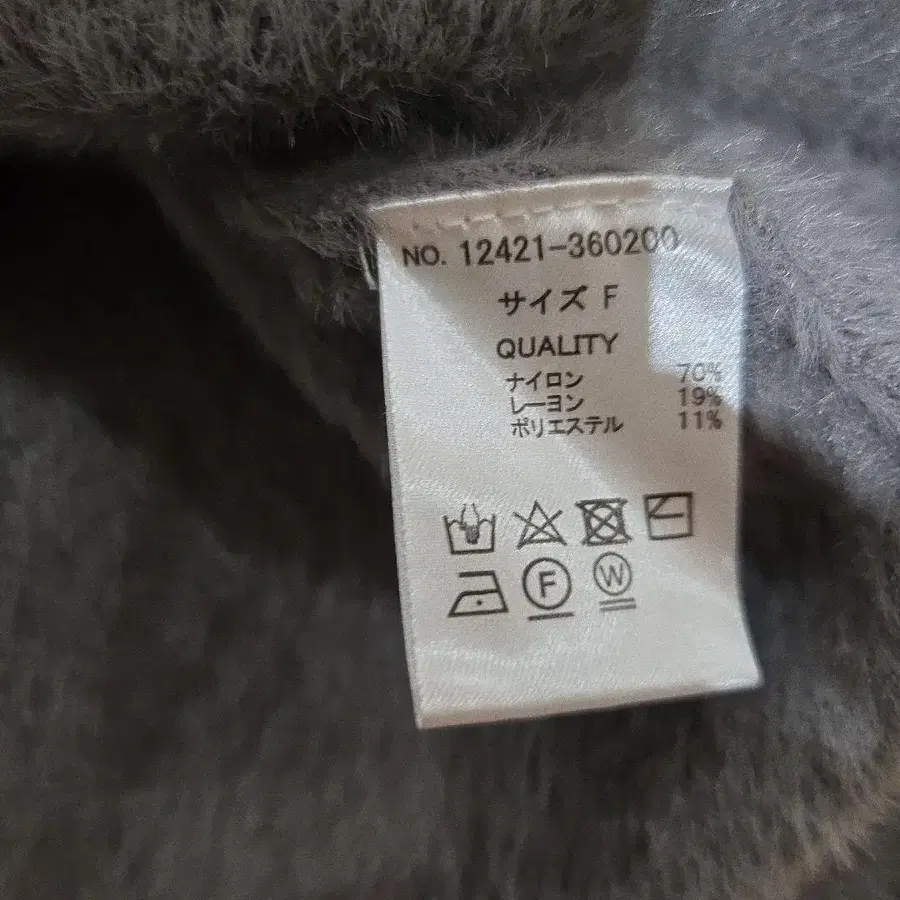 NO. 12421-360200
サイズ F
QUALITY
ナイロン 70%
レーヨン 19%
ポリエステル 11%
F W